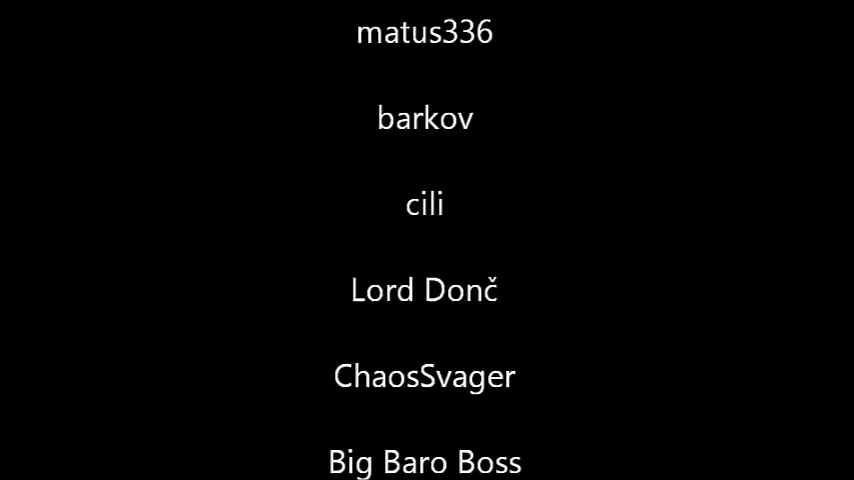 matus336
barkov
cili
Lord Donč
ChaosSvager
Big Baro Boss